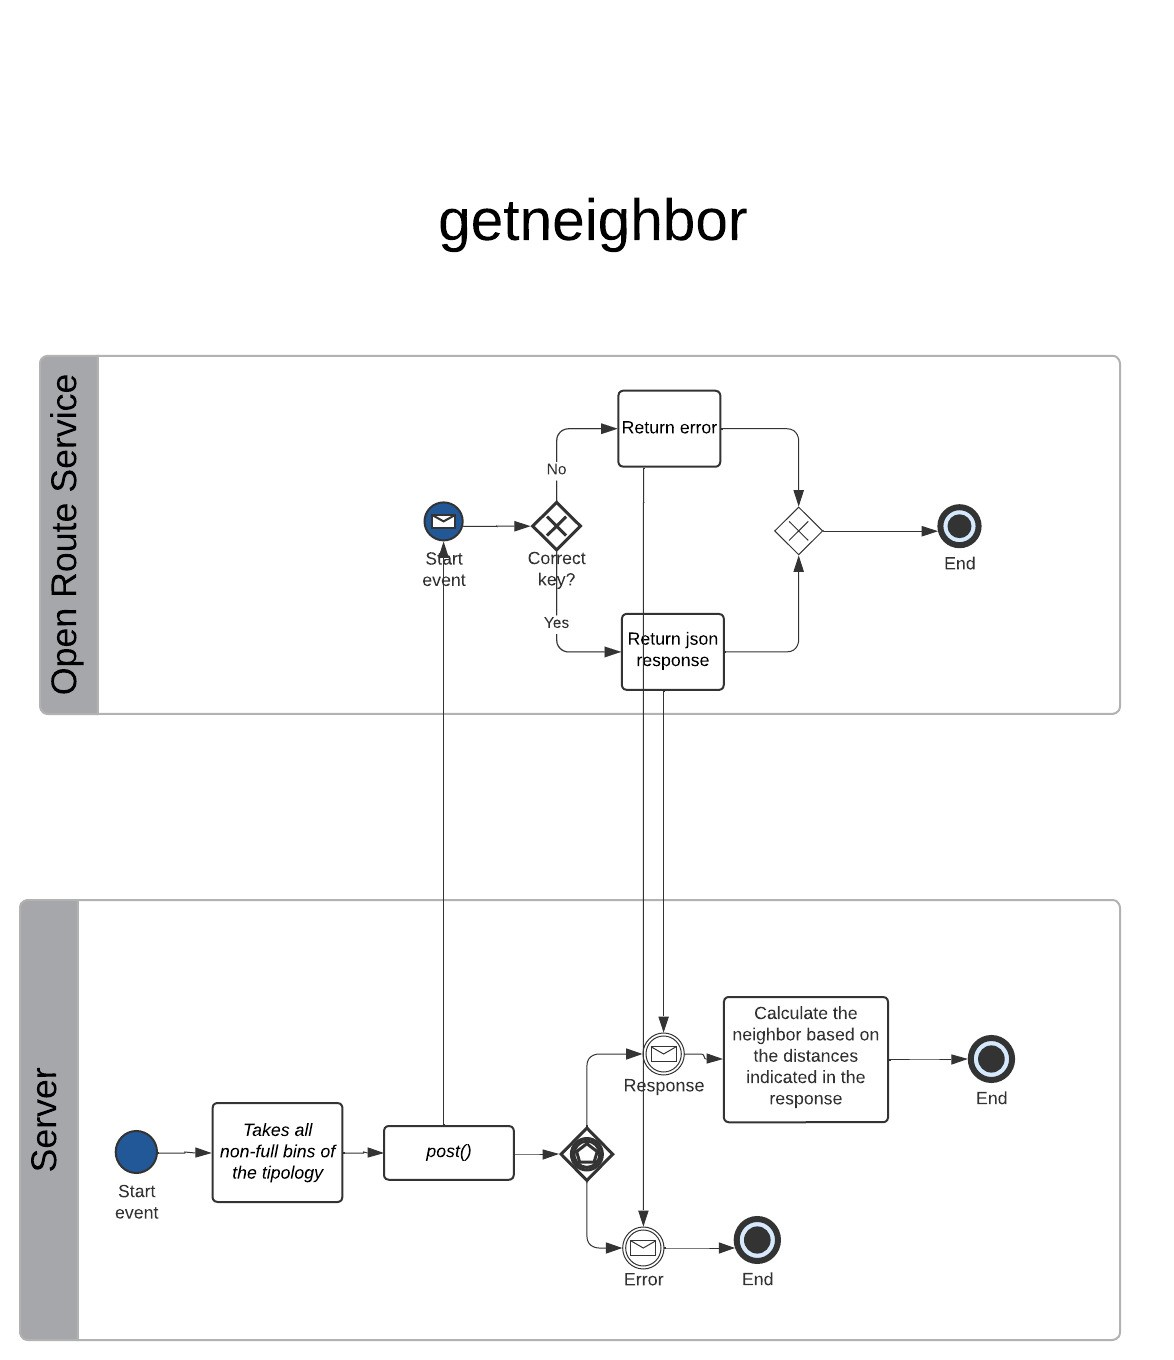 getneighbor
Open Route Service
Return error
No
Start
event
Correct
key?
End
Yes
Return json
response
Server
Calculate the
neighbor based on
the distances
indicated in the
response
Response
End
Takes all
non-full bins of
the tipology
post()
Start
event
Error
End